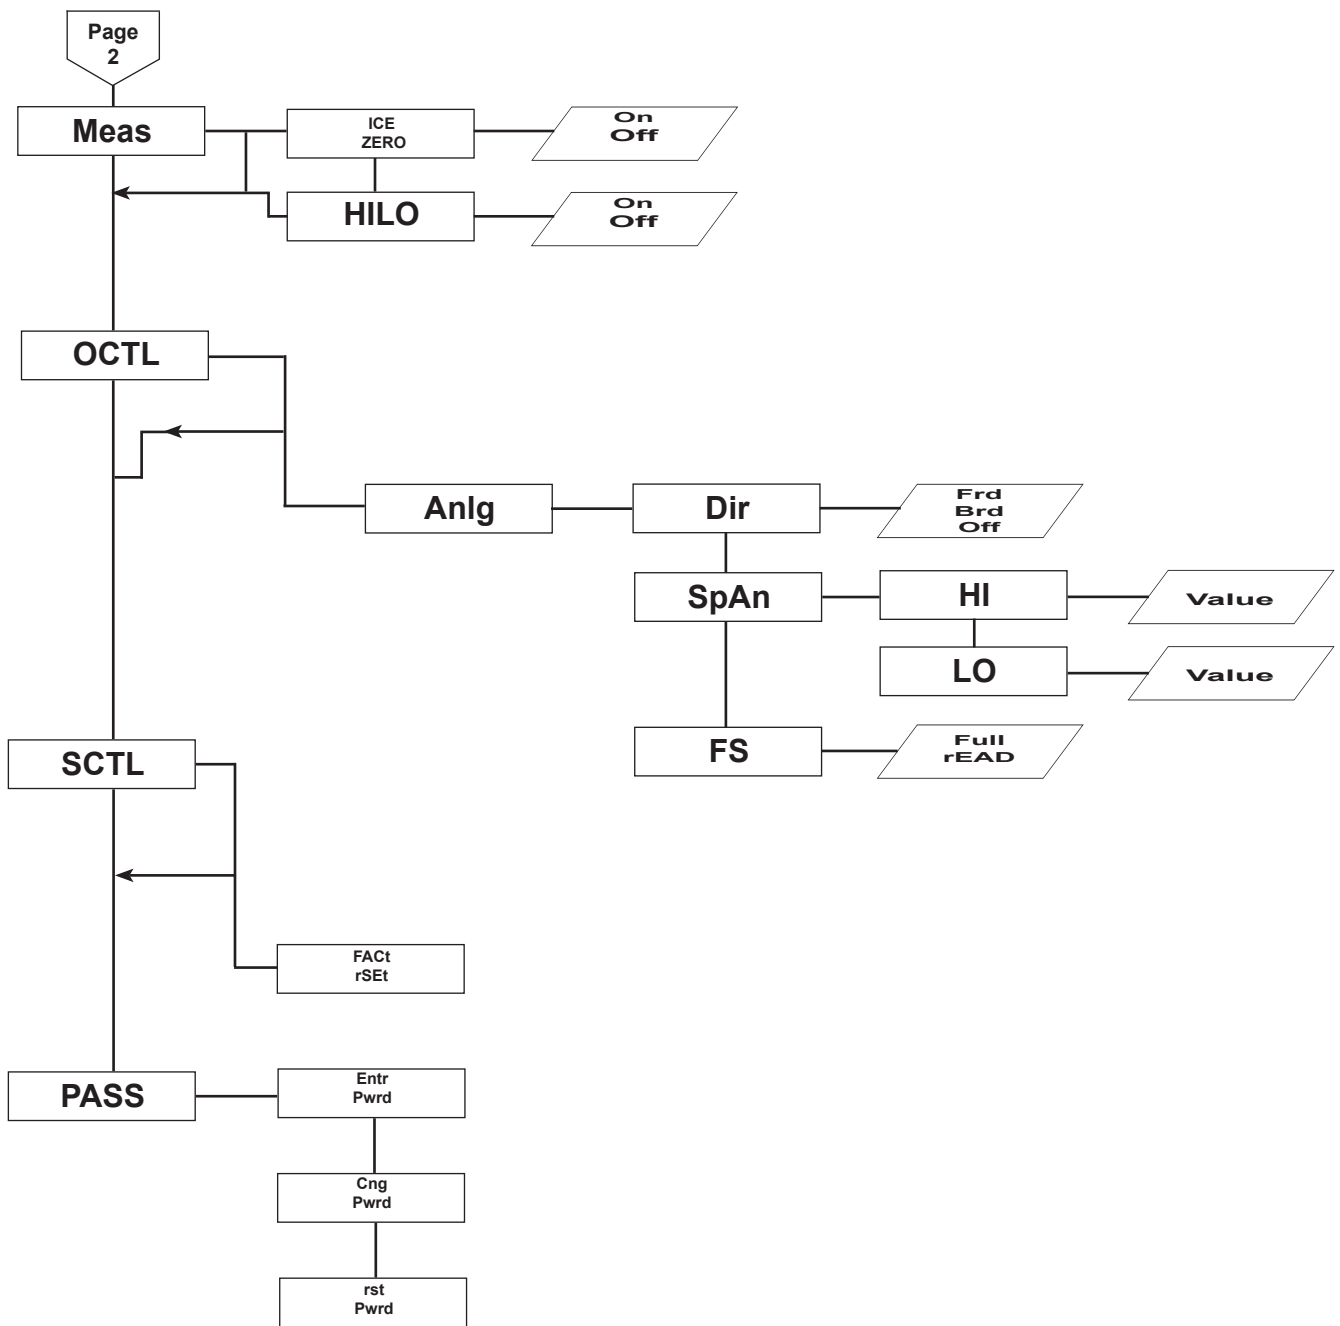 Page
2
Meas
ICE
ZERO
On
Off
HILO
On
Off
OCTL
Anlg
Dir
Frd
Brd
Off
SpAn
HI
Value
LO
Value
FS
Full
rEAD
SCTL
FACt
rSEt
PASS
Entr
Pwrd
Cng
Pwrd
rst
Pwrd